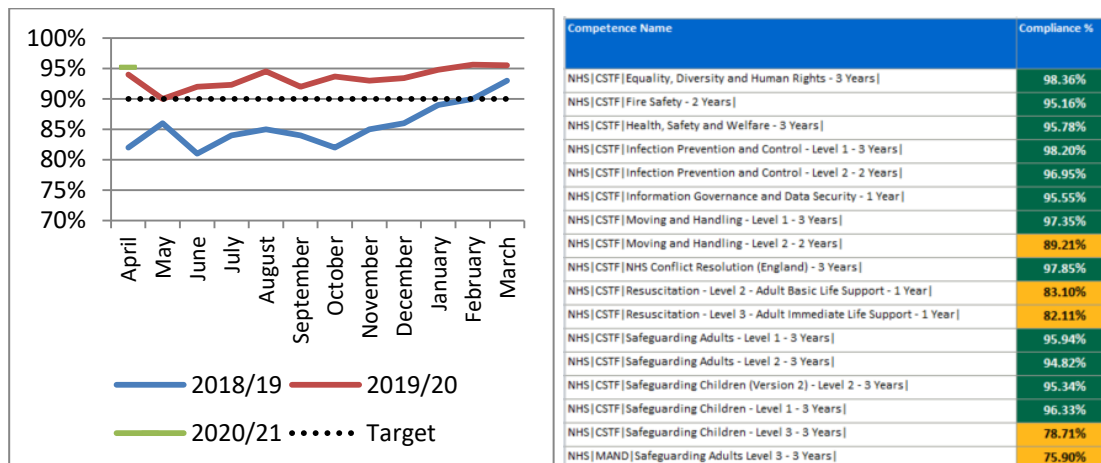 100%
95%
90%
85%
80%
75%
70%
April
May
June
July
August
September
October
November
December
January
February
March
2018/19
2019/20
2020/21
Target
Competence Name Compliance %
NHS|CSTF|Equality, Diversity and Human Rights - 3 Years| 98.36%
NHS|CSTF|Fire Safety - 2 Years| 95.16%
NHS|CSTF|Health, Safety and Welfare - 3 Years| 95.78%
NHS|CSTF|Infection Prevention and Control - Level 1 - 3 Years| 98.20%
NHS|CSTF|Infection Prevention and Control - Level 2 - 2 Years| 96.95%
NHS|CSTF|Information Governance and Data Security - 1 Year| 95.55%
NHS|CSTF|Moving and Handling - Level 1 - 3 Years| 97.35%
NHS|CSTF|Moving and Handling - Level 2 - 2 Years| 89.21%
NHS|CSTF|NHS Conflict Resolution (England) - 3 Years| 97.85%
NHS|CSTF|Resuscitation - Level 2 - Adult Basic Life Support - 1 Year| 83.10%
NHS|CSTF|Resuscitation - Level 3 - Adult Immediate Life Support - 1 Year| 82.11%
NHS|CSTF|Safeguarding Adults - Level 1 - 3 Years| 95.94%
NHS|CSTF|Safeguarding Adults - Level 2 - 3 Years| 94.82%
NHS|CSTF|Safeguarding Children (Version 2) - Level 2 - 3 Years| 95.34%
NHS|CSTF|Safeguarding Children - Level 1 - 3 Years| 96.33%
NHS|CSTF|Safeguarding Children - Level 3 - 3 Years| 78.71%
NHS|MAND|Safeguarding Adults Level 3 - 3 Years| 75.90%